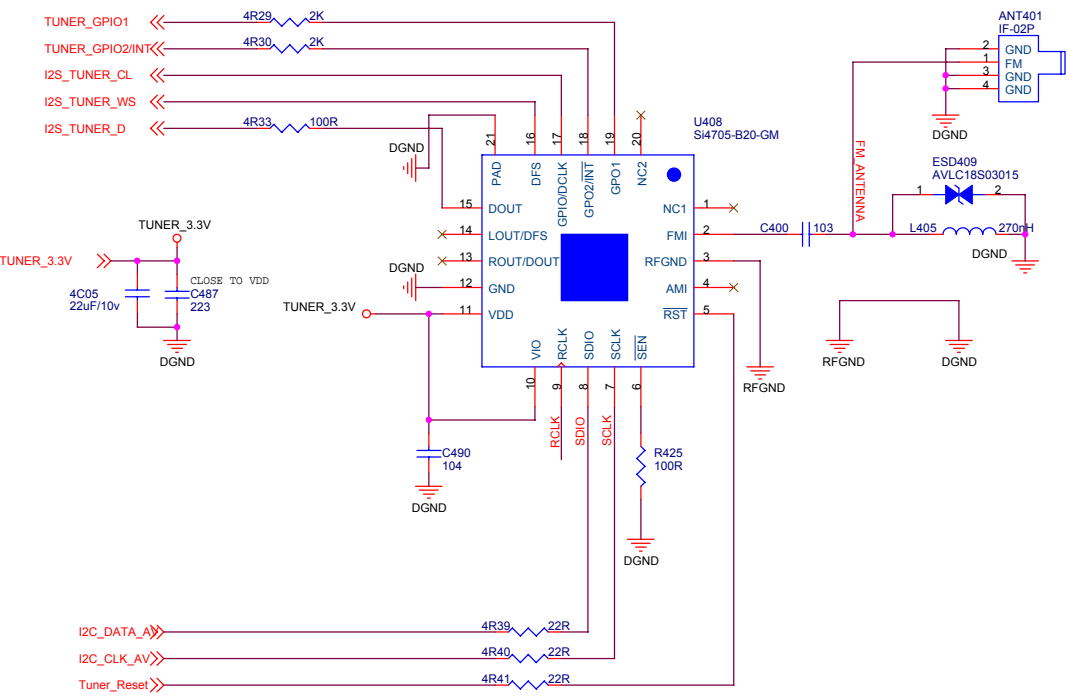 TUNER_GPIO1
4R29
2K
TUNER_GPIO2/INT
4R30
2K
I2S_TUNER_CL
I2S_TUNER_WS
I2S_TUNER_D
4R33
100R
ANT401
IF-02P
2
GND
1
FM
3
GND
4
GND
DGND
U408
Si4705-B20-GM
DGND
21
16
17
18
19
20
PAD
DFS
GPIO/DCLK
GPO2/INT
GPO1
NC2
FM_ANTENNA
ESD409
AVLC18S03015
1
2
15
DOUT
NC1
1
14
LOUT/DFS
FMI
2
C400
103
L405
270nH
13
ROUT/DOUT
RFGND
3
DGND
DGND
12
GND
AMI
4
TUNER_3.3V
11
VDD
RST
5
TUNER_3.3V
TUNER_3.3V
CLOSE TO VDD
4C05
22uF/10v
C487
223
DGND
VIO
RCLK
SDIO
SCLK
SEN
10
9
8
7
6
RFGND
RFGND
DGND
RCLK
SDIO
SCLK
C490
104
DGND
R425
100R
DGND
I2C_DATA_AV
4R39
22R
I2C_CLK_AV
4R40
22R
Tuner_Reset
4R41
22R